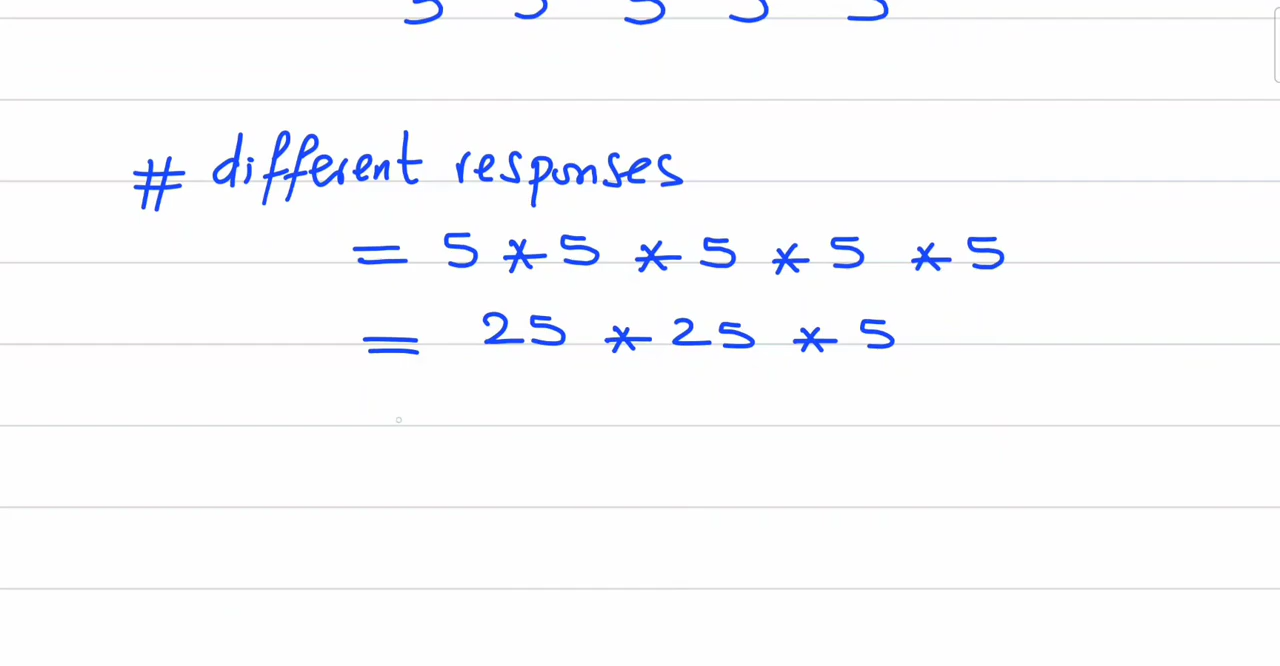 # different responses
= 5 * 5 * 5 * 5 * 5
= 25 * 25 * 5